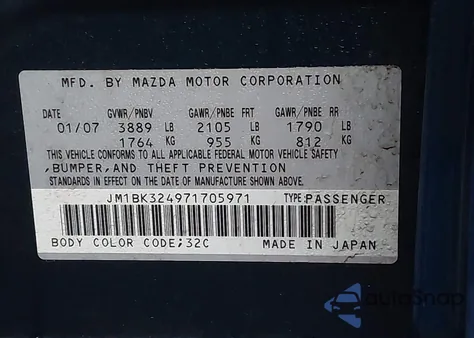 MFD. BY MAZDA MOTOR CORPORATION
DATE GVWR/PNBV GAWR/PNBE FRT GAWR/PNBE RR
01/07 3889 LB 2105 LB 1790 LB
1764 KG 955 KG 812 KG
THIS VEHICLE CONFORMS TO ALL APPLICABLE FEDERAL MOTOR VEHICLE SAFETY
,BUMPER,AND THEFT PREVENTION
STANDARDS IN EFFECT ON THE DATE OF MANUFACTURE SHOWN ABOVE.
JM1BK324971705971 TYPE:PASSENGER
BODY COLOR CODE;32C MADE IN JAPAN
autoSnap